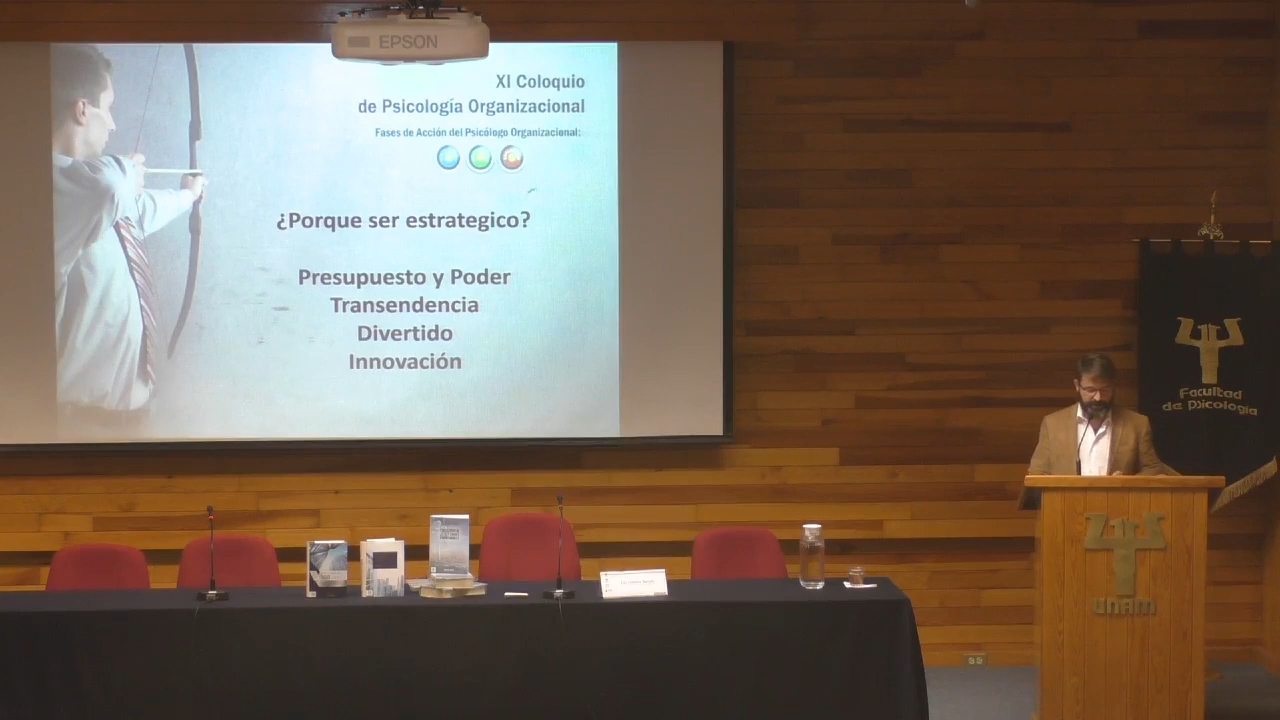 EPSON
XI Coloquio
de Psicología Organizacional
Fases de Acción del Psicólogo Organizacional:
¿Porque ser estrategico?
Presupuesto y Poder
Transendencia
Divertido
Innovación
Facultad
de Psicología
UNAM